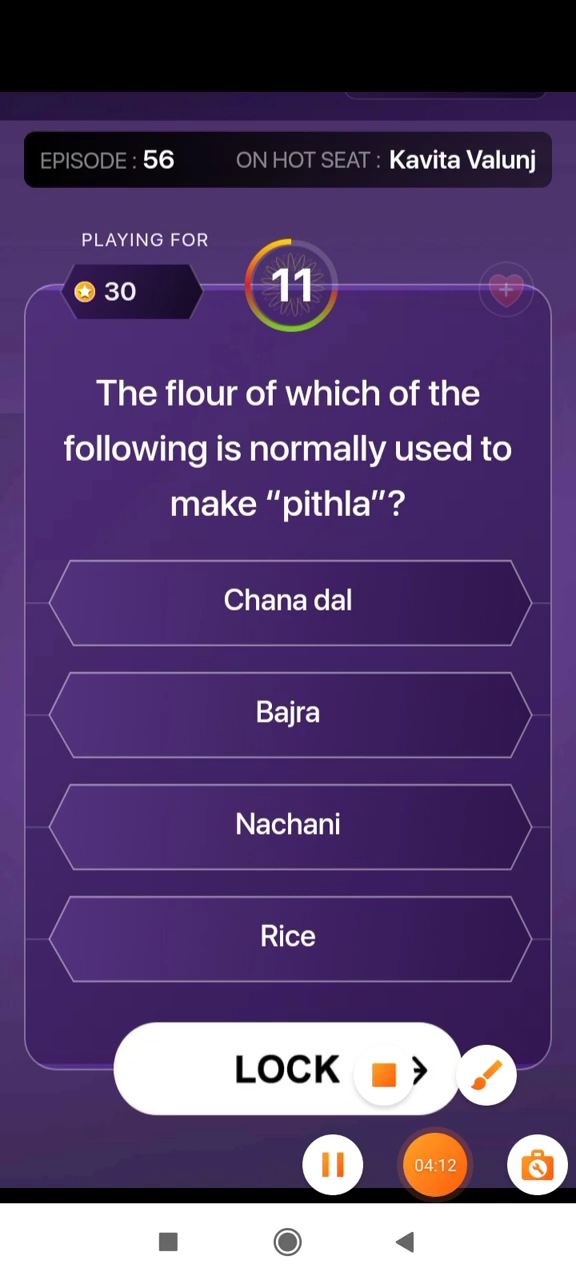 EPISODE : 56 ON HOT SEAT : Kavita Valunj
PLAYING FOR
30
11
The flour of which of the
following is normally used to
make “pithla”?
Chana dal
Bajra
Nachani
Rice
LOCK
04:12